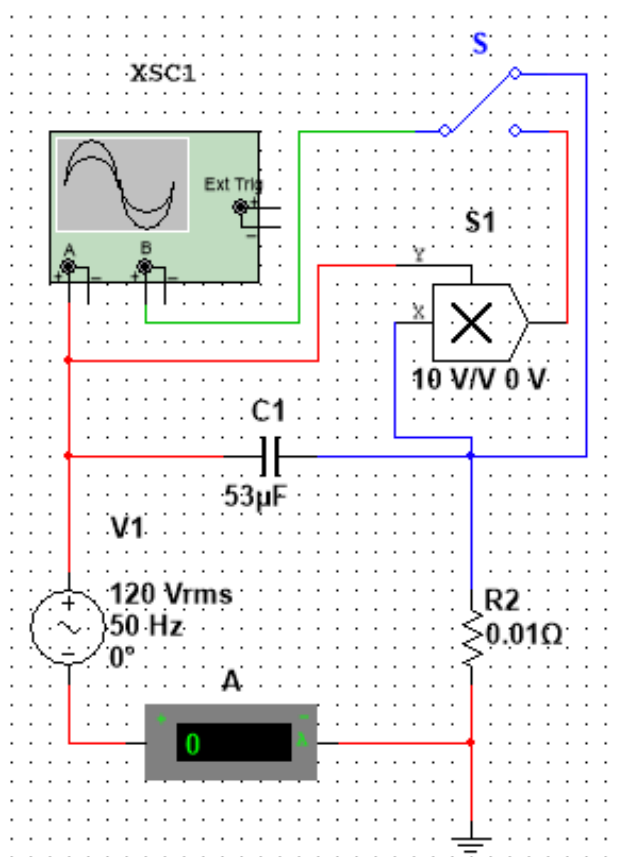 S
XSC1
Ext Trig
+
−
A
B
+
−
+
−
S1
Y
X
10 V/V 0 V
C1
53µF
V1
120 Vrms
50 Hz
0°
R2
0.01Ω
A
+
−
0
A